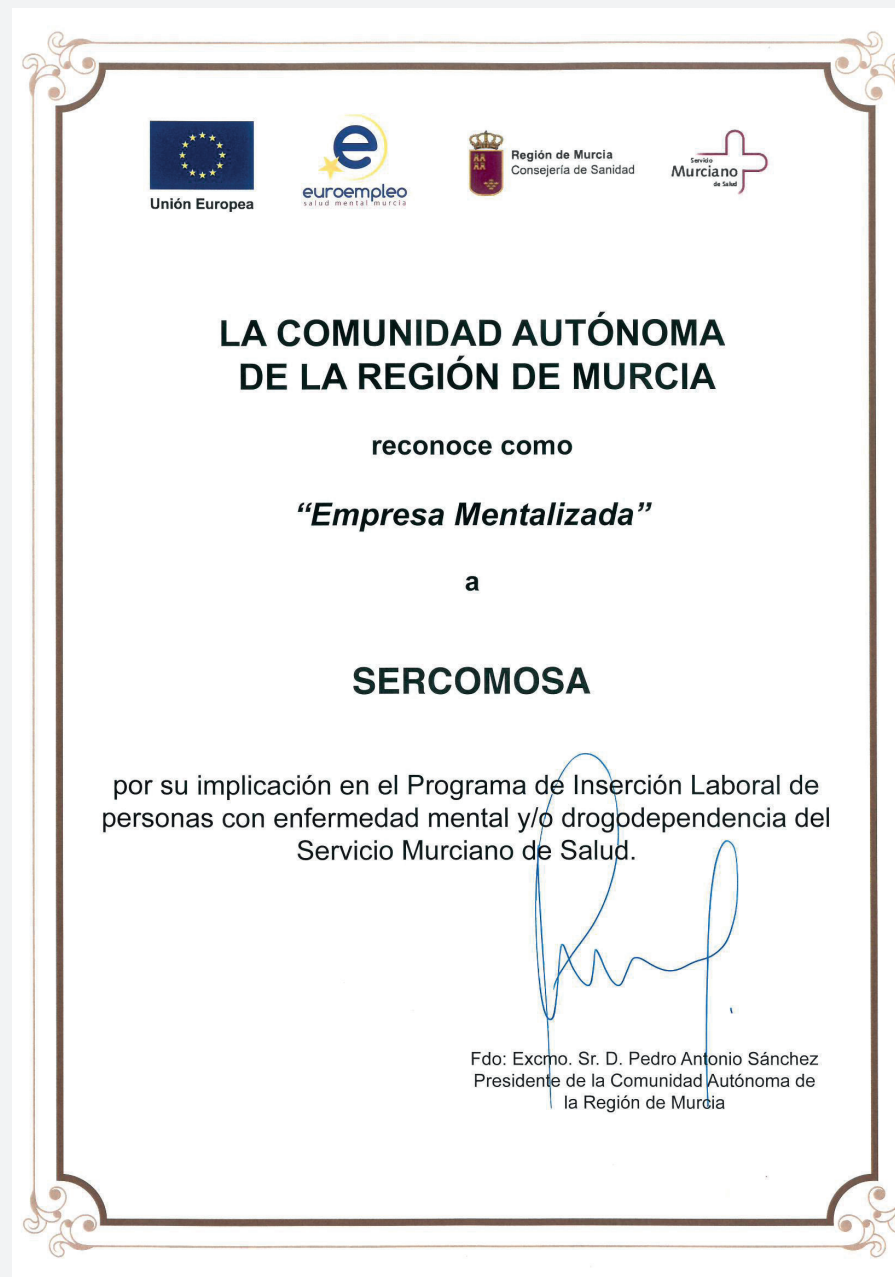 Unión Europea
e
euroempleo
salud mental murcia
Región de Murcia
Consejería de Sanidad
Servicio
Murciano
de Salud
LA COMUNIDAD AUTÓNOMA
DE LA REGIÓN DE MURCIA
reconoce como
“Empresa Mentalizada”
a
SERCOMOSA
por su implicación en el Programa de Inserción Laboral de
personas con enfermedad mental y/o drogodependencia del
Servicio Murciano de Salud.
Fdo: Excmo. Sr. D. Pedro Antonio Sánchez
Presidente de la Comunidad Autónoma de
la Región de Murcia